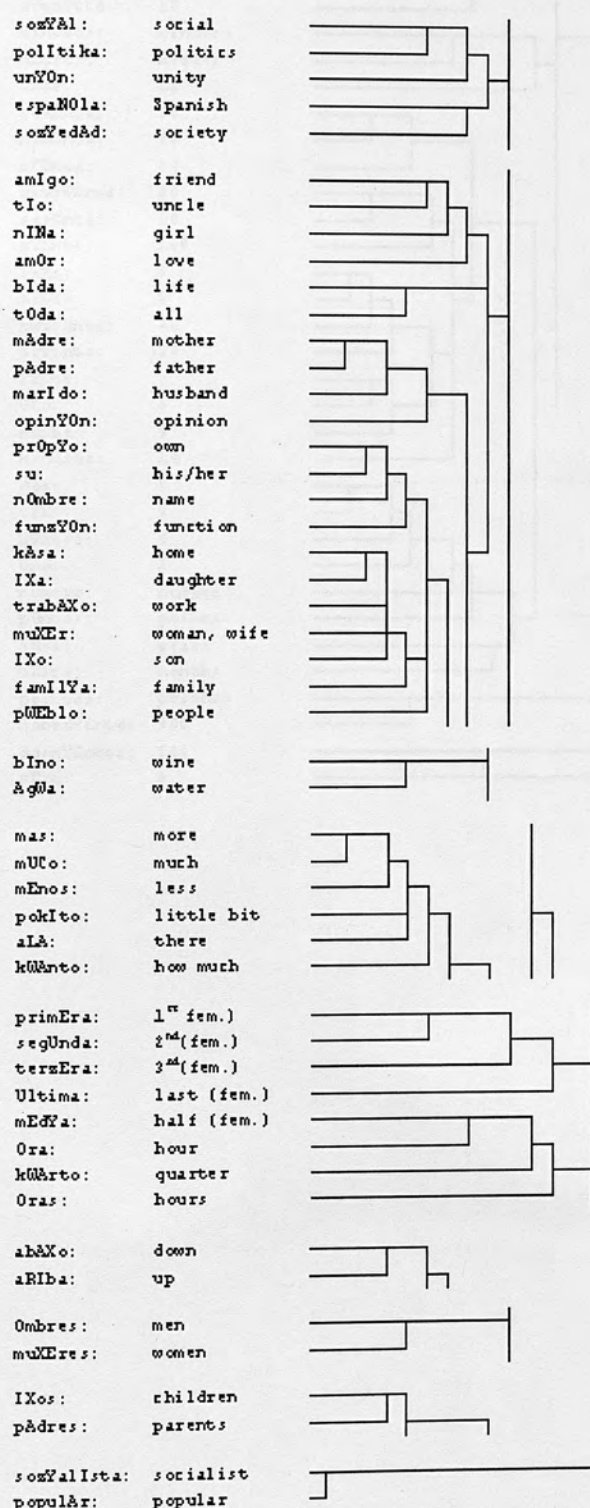 sozYAl: social
polItika: politics
unYOn: unity
espaNOla: Spanish
sozYedAd: society
amIgo: friend
tIo: uncle
nINa: girl
amOr: love
bIda: life
tOda: all
mAdre: mother
pAdre: father
marIdo: husband
opinYOn: opinion
prOpYo: own
su: his/her
nOmbre: name
funzYOn: function
kAsa: home
IXa: daughter
trabAXo: work
muXEr: woman, wife
IXo: son
famIlYa: family
pWEblo: people
bIno: wine
AgWa: water
mas: more
mUCo: much
mEnos: less
pokIto: little bit
aLA: there
kWAnto: how much
primEra: 1st fem.)
segUnda: 2nd(fem.)
terzEra: 3nd(fem.)
Ultima: last (fem.)
mEdYa: half (fem.)
Ora: hour
kWArto: quarter
Oras: hours
abAXo: down
aRIba: up
Ombres: men
muXEres: women
IXos: children
pAdres: parents
sozYalIsta: socialist
populAr: popular